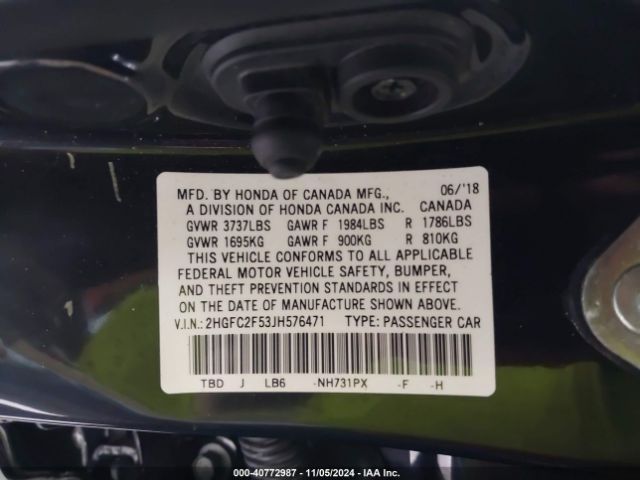 MFD. BY HONDA OF CANADA MFG., 06/'18
A DIVISION OF HONDA CANADA INC. CANADA
GVWR 3737LBS GAWR F 1984LBS R 1786LBS
GVWR 1695KG GAWR F 900KG R 810KG
THIS VEHICLE CONFORMS TO ALL APPLICABLE
FEDERAL MOTOR VEHICLE SAFETY, BUMPER,
AND THEFT PREVENTION STANDARDS IN EFFECT
ON THE DATE OF MANUFACTURE SHOWN ABOVE.
V.I.N.: 2HGFC2F53JH576471 TYPE: PASSENGER CAR
TBD J LB6 -NH731PX -F -H
000-40772987 - 11/05/2024 - IAA Inc.